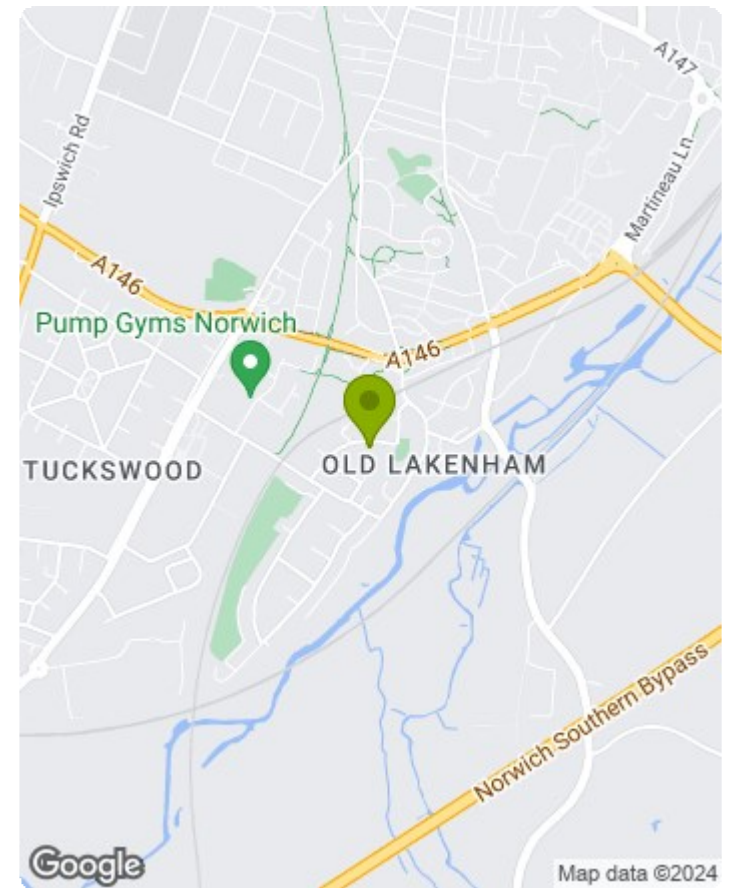 A147
Ipswich Rd
Martineau Ln
A146
Pump Gyms Norwich
A146
TUCKSWOOD
OLD LAKENHAM
Norwich Southern Bypass
Google
Map data ©2024